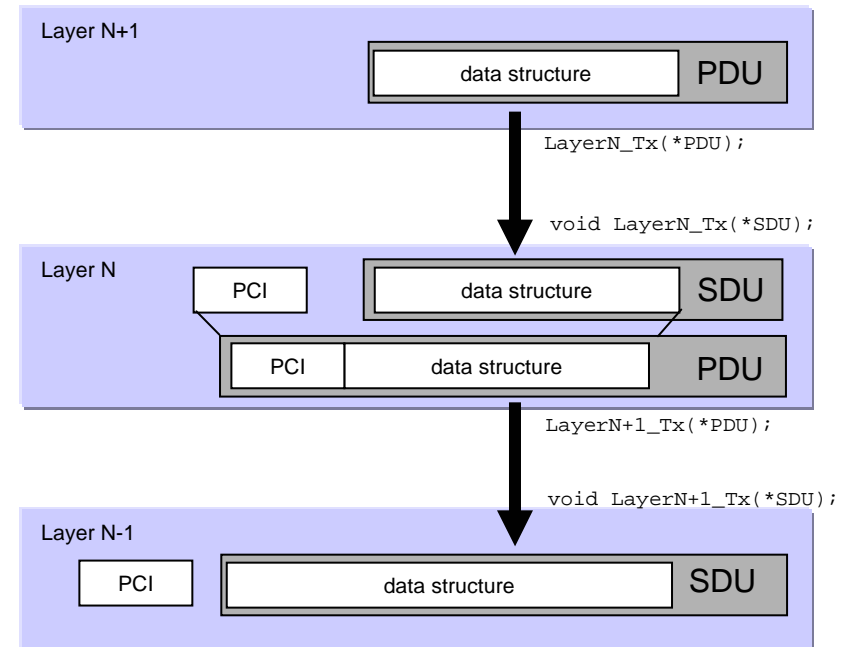 Layer N+1
data structure PDU
LayerN_Tx(*PDU);
void LayerN_Tx(*SDU);
Layer N
PCI data structure SDU
PCI data structure PDU
LayerN+1_Tx(*PDU);
void LayerN+1_Tx(*SDU);
Layer N-1
PCI data structure SDU